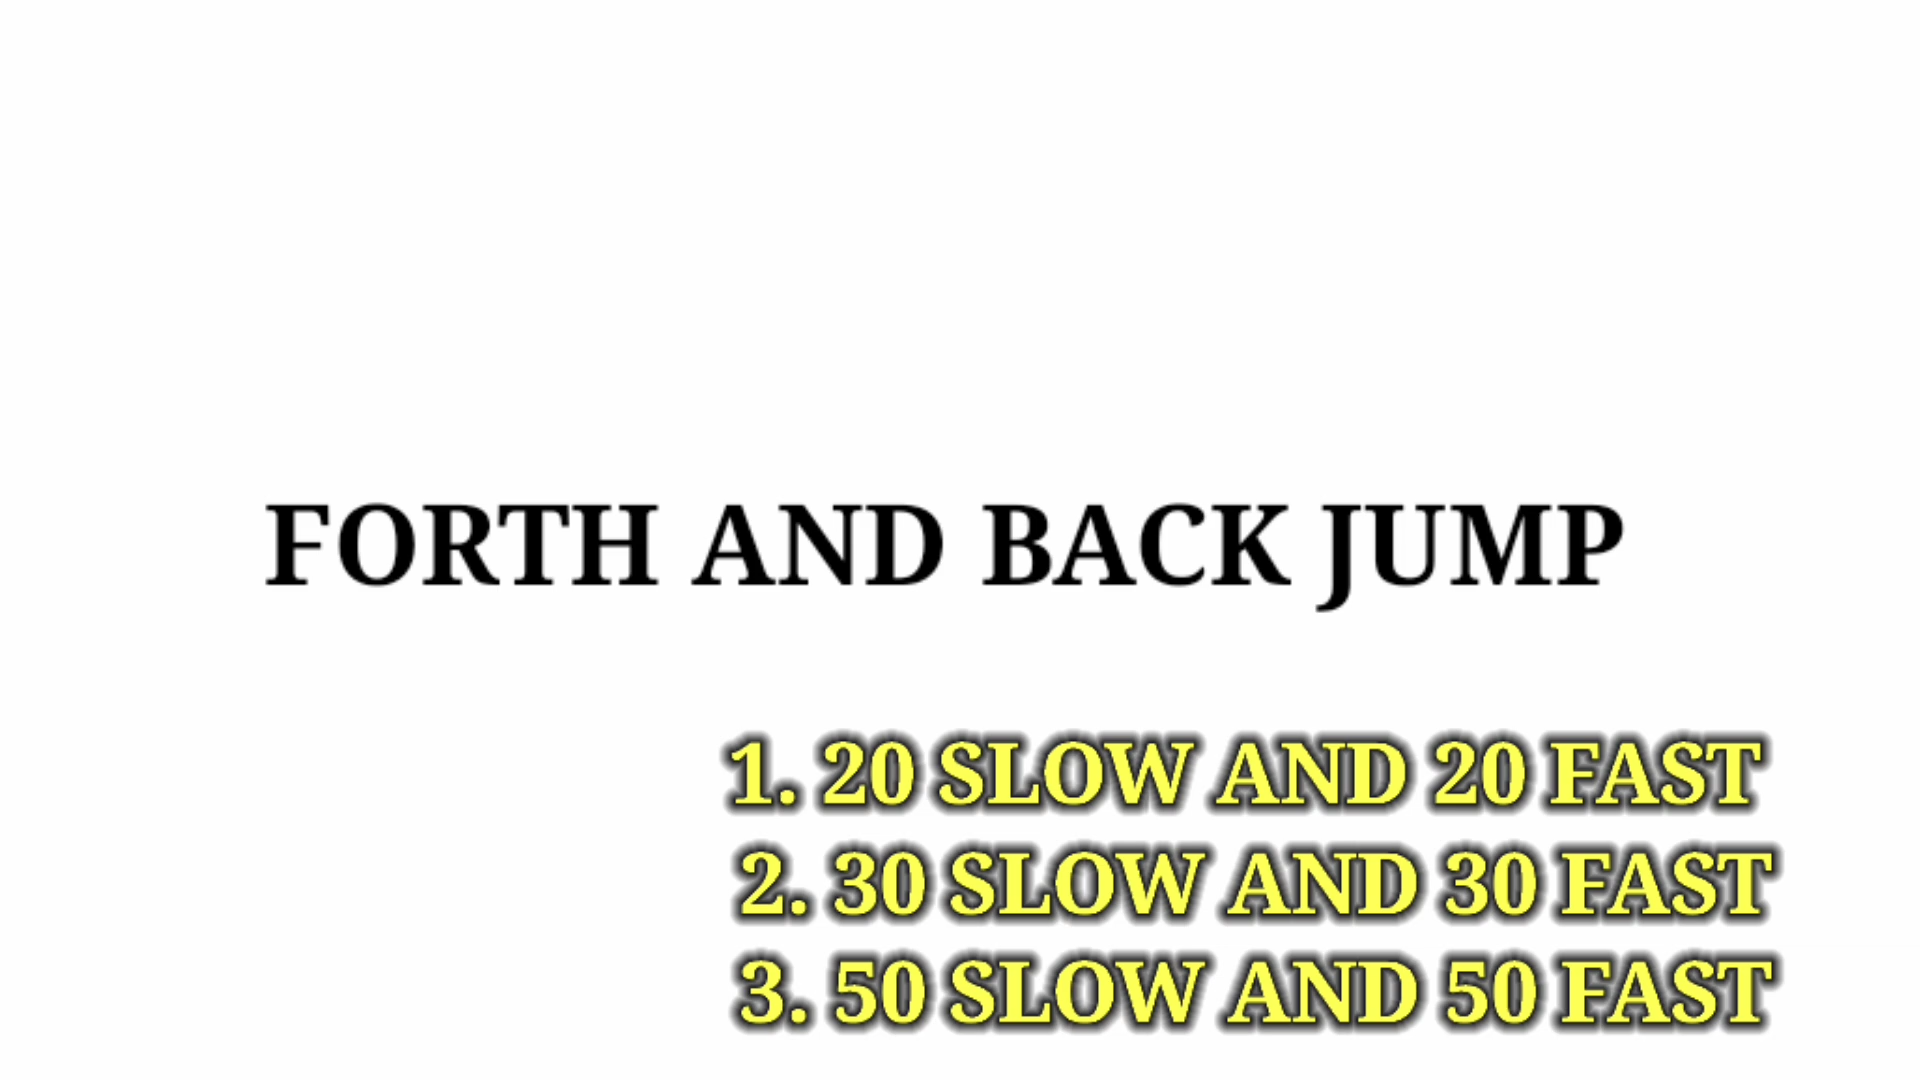 FORTH AND BACK JUMP
1. 20 SLOW AND 20 FAST
2. 30 SLOW AND 30 FAST
3. 50 SLOW AND 50 FAST